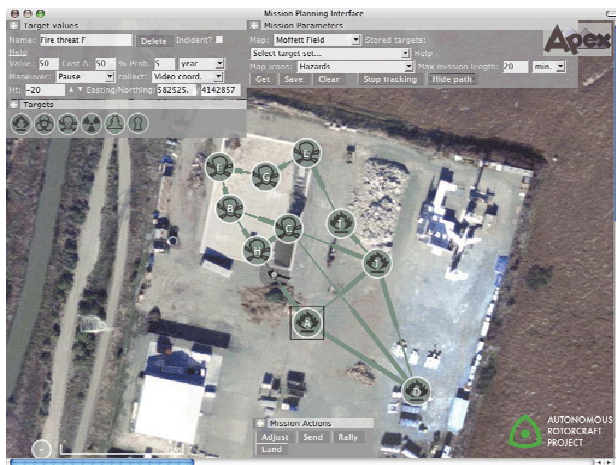 Mission Planning Interface
Target values
Name: Fire threat F Delete Incident?
Help
Value: 50 Cost Δ: 50 % Prob: 5 year
Maneuver: Pause collect: Video coord.
Ht: -20 Easting/Northing: 582525. 4142857
Targets
Mission Parameters
Map: Moffett Field Stored targets:
Select target set... Help
Map icons: Hazards Max mission length: 20 min.
Get Save Clear Stop tracking Hide path
Apex
E
G
B
C
H
A
D
Mission Actions
Adjust Send Rally
Land
AUTONOMOUS
ROTORCRAFT
PROJECT